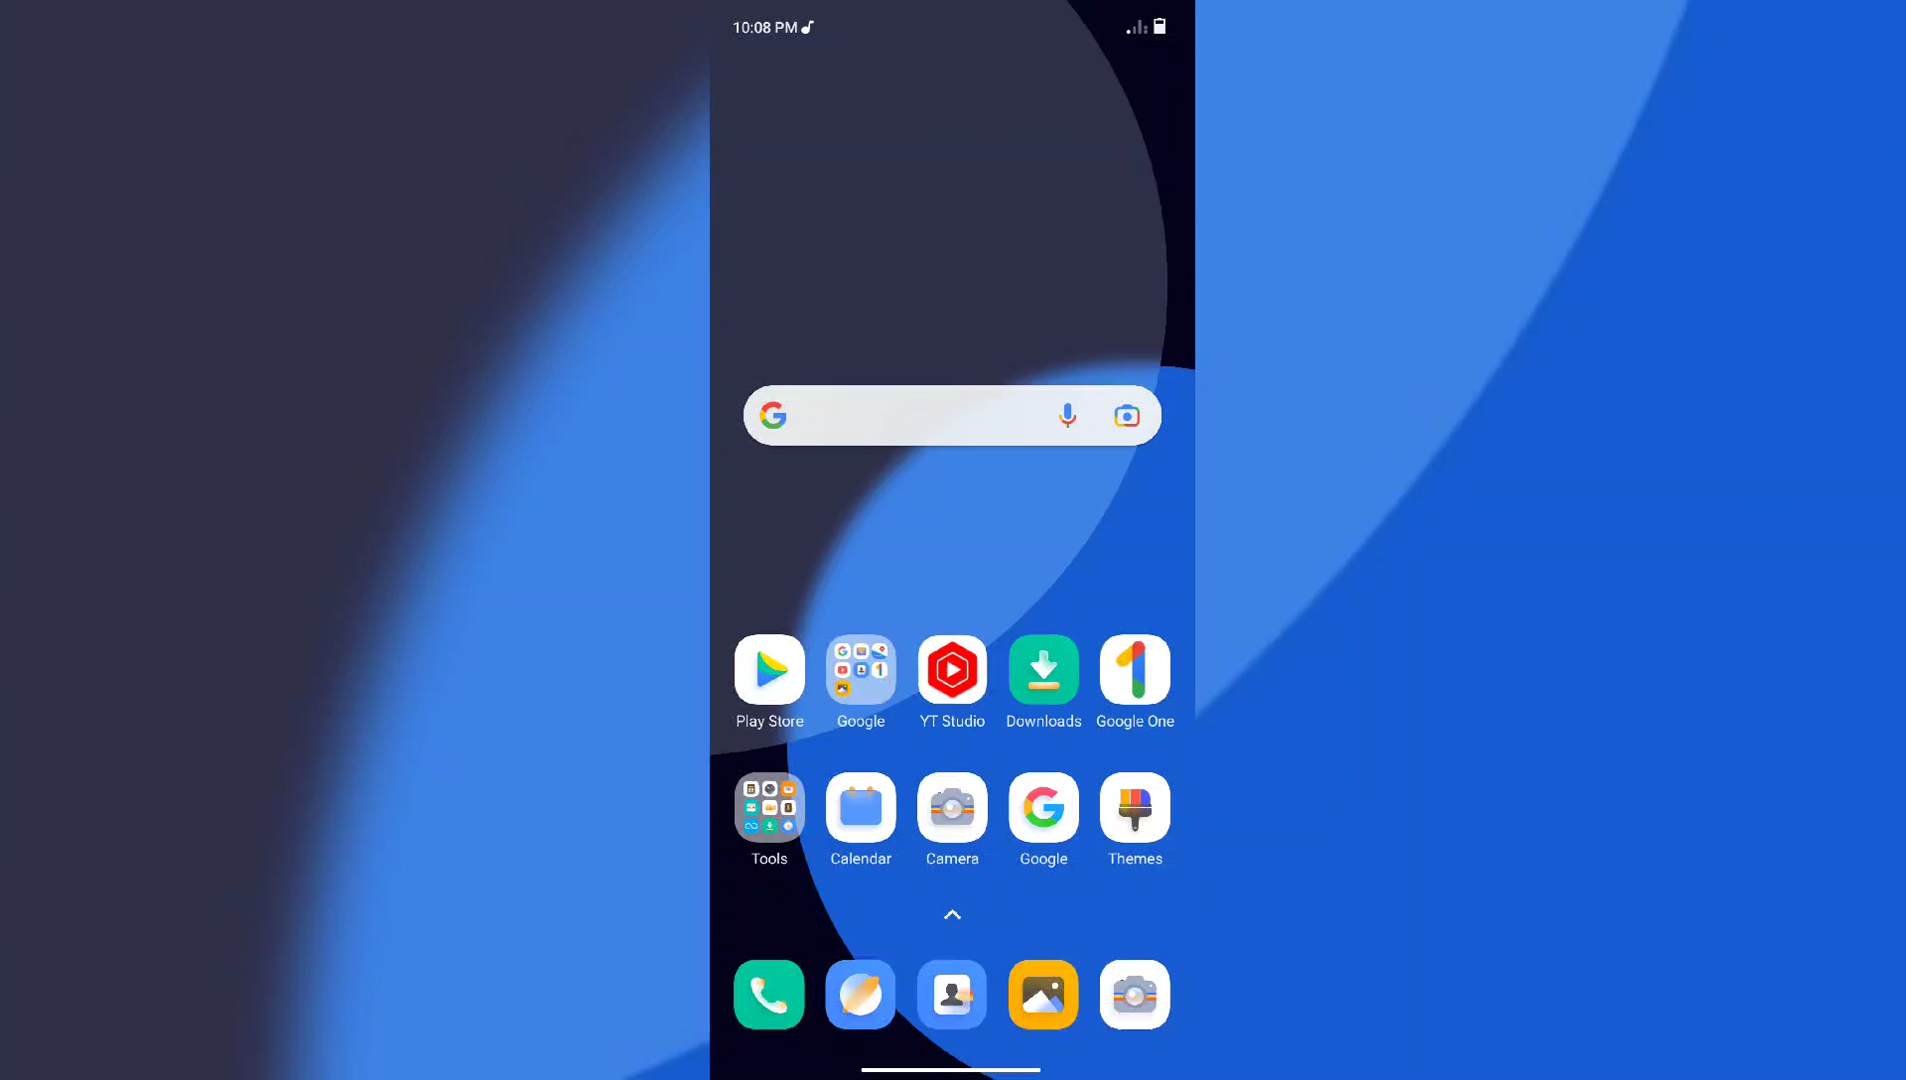 10:08 PM
Play Store
Google
YT Studio
Downloads
Google One
Tools
Calendar
Camera
Google
Themes